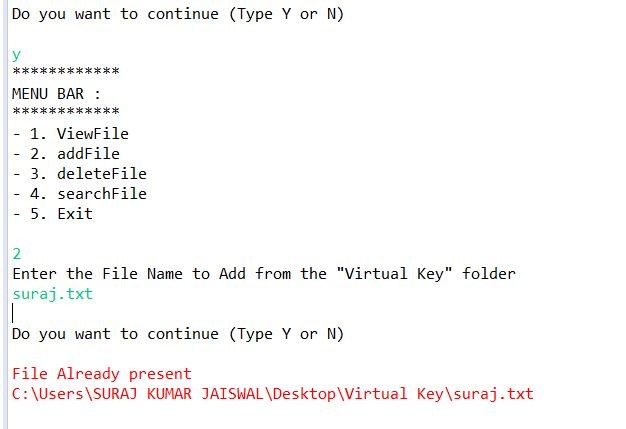 Do you want to continue (Type Y or N)
y
************
MENU BAR :
************
- 1. ViewFile
- 2. addFile
- 3. deleteFile
- 4. searchFile
- 5. Exit
2
Enter the File Name to Add from the "Virtual Key" folder
suraj.txt
Do you want to continue (Type Y or N)
File Already present
C:\Users\SURAJ KUMAR JAISWAL\Desktop\Virtual Key\suraj.txt